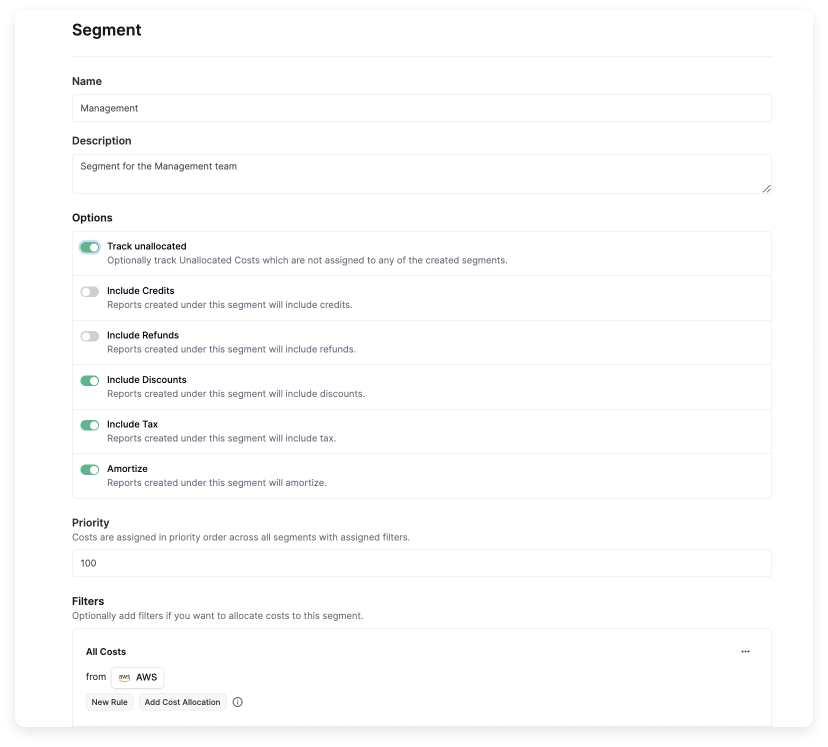 Segment
Name
Management
Description
Segment for the Management team
Options
Track unallocated
Optionally track Unallocated Costs which are not assigned to any of the created segments.
Include Credits
Reports created under this segment will include credits.
Include Refunds
Reports created under this segment will include refunds.
Include Discounts
Reports created under this segment will include discounts.
Include Tax
Reports created under this segment will include tax.
Amortize
Reports created under this segment will amortize.
Priority
Costs are assigned in priority order across all segments with assigned filters.
100
Filters
Optionally add filters if you want to allocate costs to this segment.
All Costs
from aws AWS
New Rule Add Cost Allocation